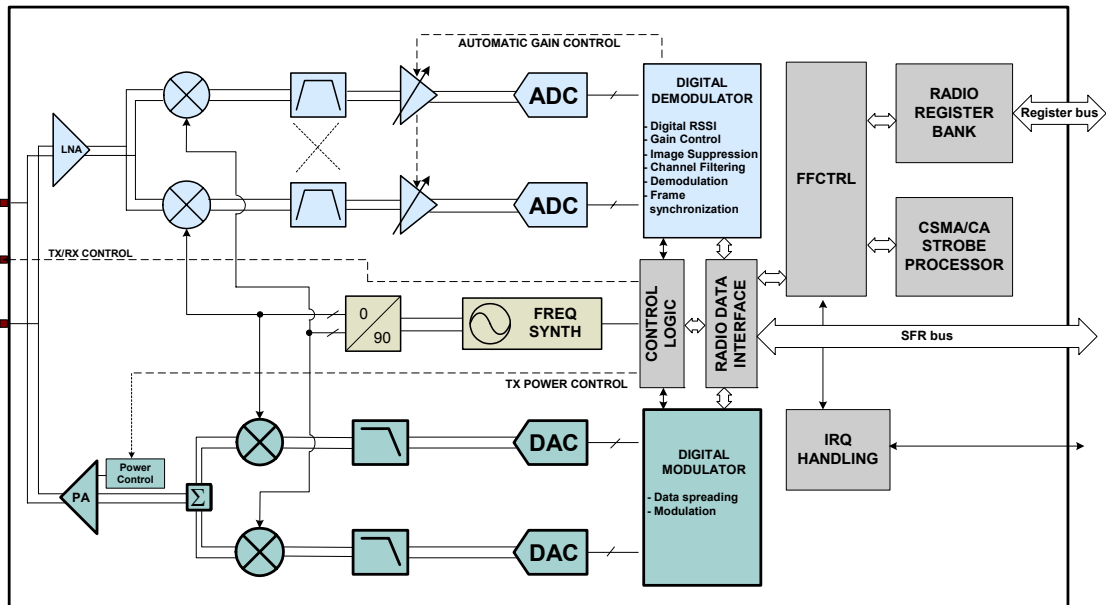 AUTOMATIC GAIN CONTROL
LNA
ADC
ADC
DIGITAL
DEMODULATOR
- Digital RSSI
- Gain Control
- Image Suppression
- Channel Filtering
- Demodulation
- Frame
synchronization
FFCTRL
RADIO
REGISTER
BANK
Register bus
CSMA/CA
STROBE
PROCESSOR
TX/RX CONTROL
0
90
FREQ
SYNTH
CONTROL
LOGIC
RADIO DATA
INTERFACE
SFR bus
TX POWER CONTROL
Power
Control
PA
Σ
DAC
DAC
DIGITAL
MODULATOR
- Data spreading
- Modulation
IRQ
HANDLING